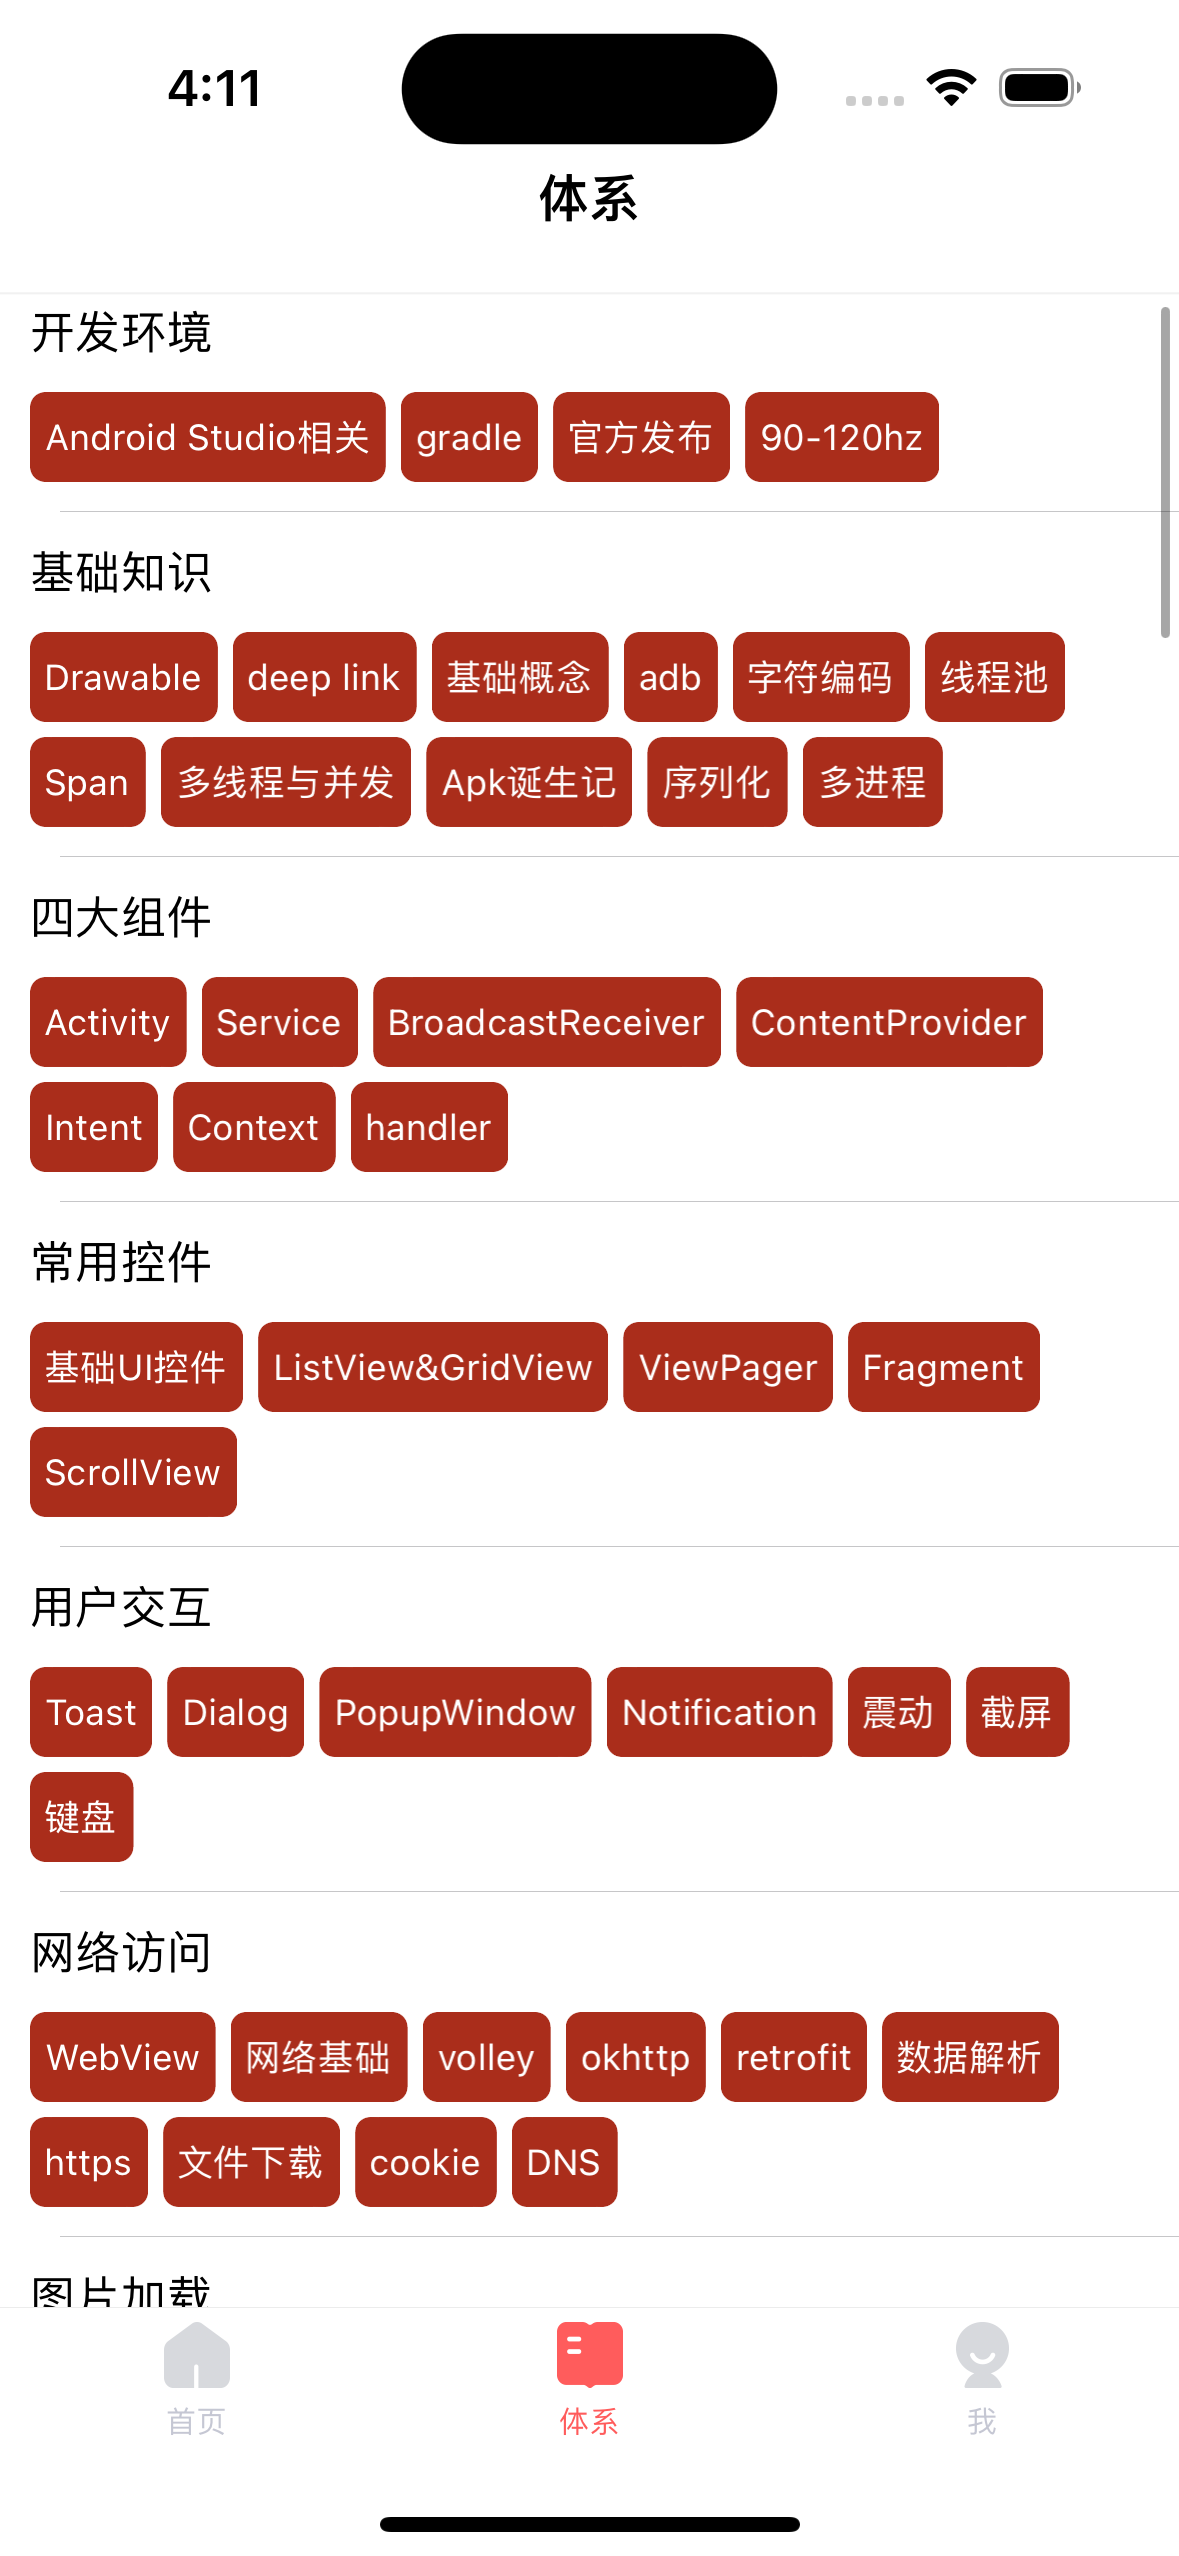 4:11
体系
开发环境
Android Studio相关 gradle 官方发布 90-120hz
基础知识
Drawable deep link 基础概念 adb 字符编码 线程池
Span 多线程与并发 Apk诞生记 序列化 多进程
四大组件
Activity Service BroadcastReceiver ContentProvider
Intent Context handler
常用控件
基础UI控件 ListView&GridView ViewPager Fragment
ScrollView
用户交互
Toast Dialog PopupWindow Notification 震动 截屏
键盘
网络访问
WebView 网络基础 volley okhttp retrofit 数据解析
https 文件下载 cookie DNS
图片加载
首页 体系 我